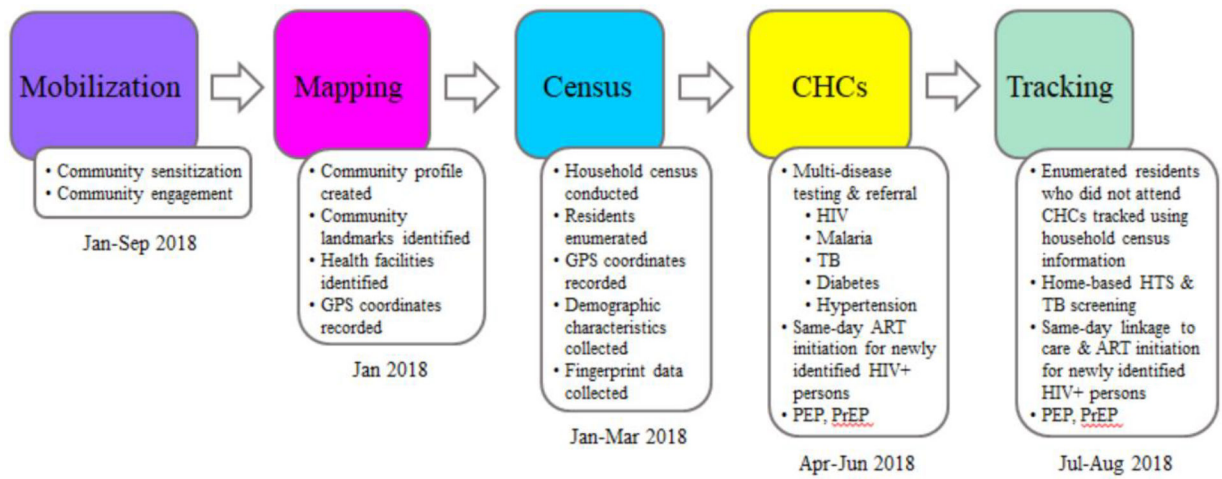 Mobilization
• Community sensitization
• Community engagement
Jan-Sep 2018
Mapping
• Community profile
created
• Community
landmarks identified
• Health facilities
identified
• GPS coordinates
recorded
Jan 2018
Census
• Household census
conducted
• Residents
enumerated
• GPS coordinates
recorded
• Demographic
characteristics
collected
• Fingerprint data
collected
Jan-Mar 2018
CHCs
• Multi-disease
testing & referral
• HIV
• Malaria
• TB
• Diabetes
• Hypertension
• Same-day ART
initiation for newly
identified HIV+
persons
• PEP, PrEP
Apr-Jun 2018
Tracking
• Enumerated residents
who did not attend
CHCs tracked using
household census
information
• Home-based HTS &
TB screening
• Same-day linkage to
care & ART initiation
for newly identified
HIV+ persons
• PEP, PrEP
Jul-Aug 2018